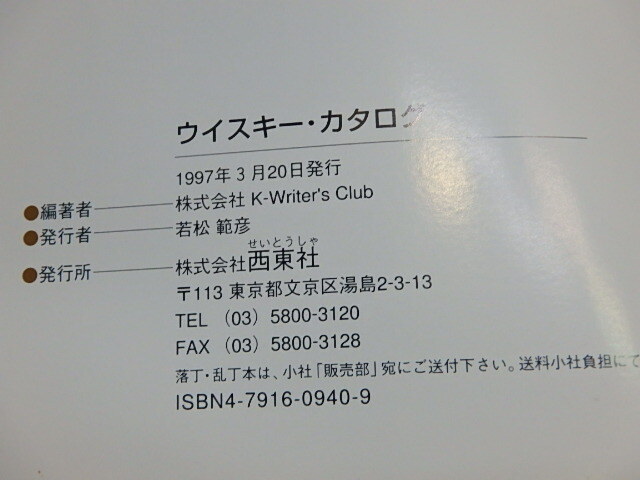 ウイスキー・カタログ
1997年3月20日発行
●編著者 株式会社 K-Writer's Club
●発行者 若松 範彦
せいとうしゃ
●発行所 株式会社西東社
〒113 東京都文京区湯島2-3-13
TEL (03) 5800-3120
FAX (03) 5800-3128
落丁・乱丁本は、小社「販売部」宛にご送付下さい。送料小社負担にて
ISBN4-7916-0940-9